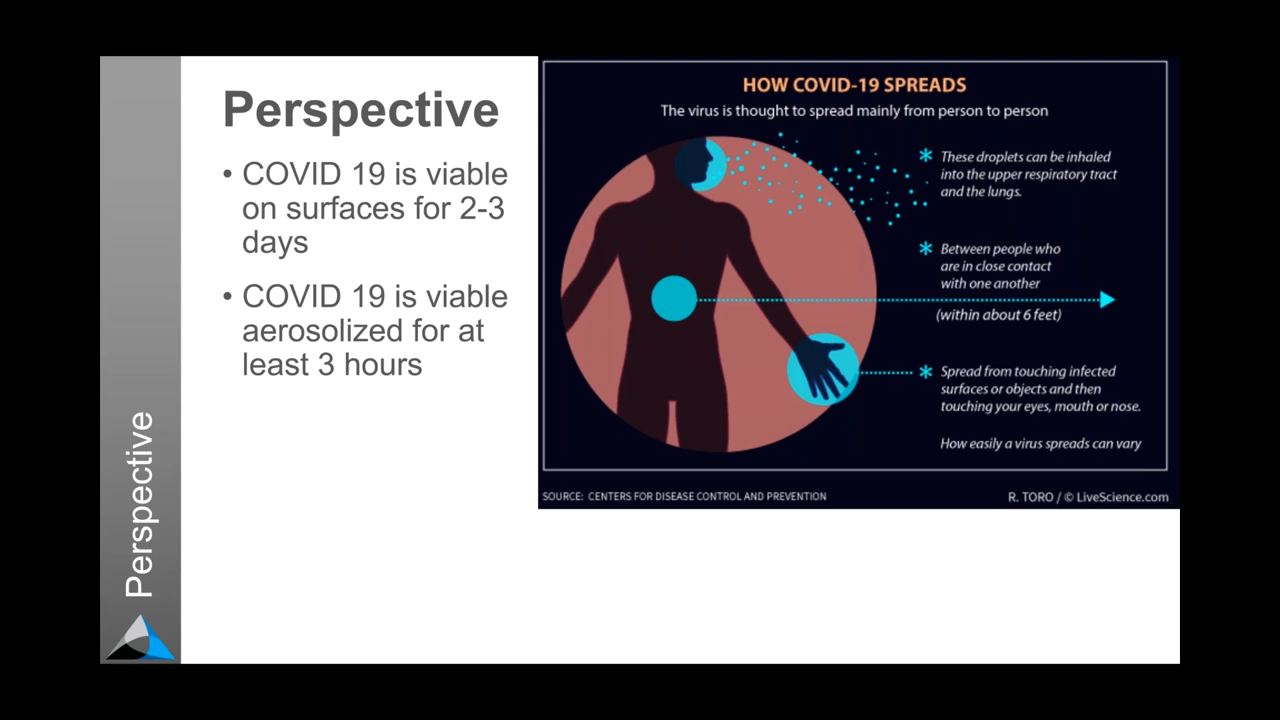 Perspective
Perspective
• COVID 19 is viable
on surfaces for 2-3
days
• COVID 19 is viable
aerosolized for at
least 3 hours
HOW COVID-19 SPREADS
The virus is thought to spread mainly from person to person
* These droplets can be inhaled
into the upper respiratory tract
and the lungs.
* Between people who
are in close contact
with one another
(within about 6 feet)
* Spread from touching infected
surfaces or objects and then
touching your eyes, mouth or nose.
How easily a virus spreads can vary
SOURCE: CENTERS FOR DISEASE CONTROL AND PREVENTION
R. TORO / © LiveScience.com